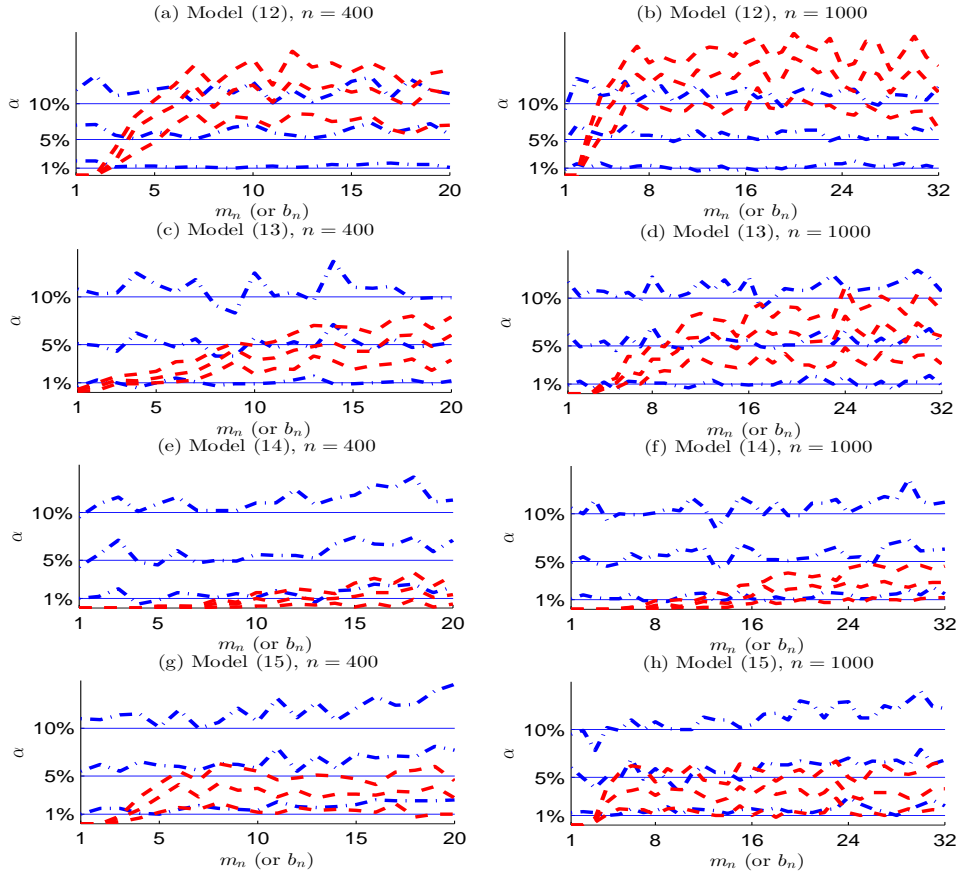 (a) Model (12), n = 400
α
10%
5%
1%
1 5 10 15 20
m_n (or b_n)
(b) Model (12), n = 1000
α
10%
5%
1%
1 8 16 24 32
m_n (or b_n)
(c) Model (13), n = 400
α
10%
5%
1%
1 5 10 15 20
m_n (or b_n)
(d) Model (13), n = 1000
α
10%
5%
1%
1 8 16 24 32
m_n (or b_n)
(e) Model (14), n = 400
α
10%
5%
1%
1 5 10 15 20
m_n (or b_n)
(f) Model (14), n = 1000
α
10%
5%
1%
1 8 16 24 32
m_n (or b_n)
(g) Model (15), n = 400
α
10%
5%
1%
1 5 10 15 20
m_n (or b_n)
(h) Model (15), n = 1000
α
10%
5%
1%
1 8 16 24 32
m_n (or b_n)